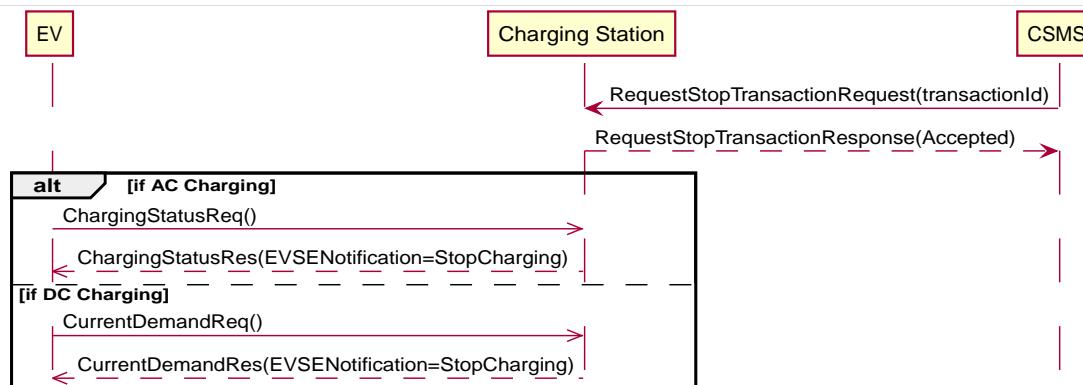 EV
Charging Station
CSMS
RequestStopTransactionRequest(transactionId)
RequestStopTransactionResponse(Accepted)
alt [if AC Charging]
ChargingStatusReq()
ChargingStatusRes(EVSENotification=StopCharging)
[if DC Charging]
CurrentDemandReq()
CurrentDemandRes(EVSENotification=StopCharging)